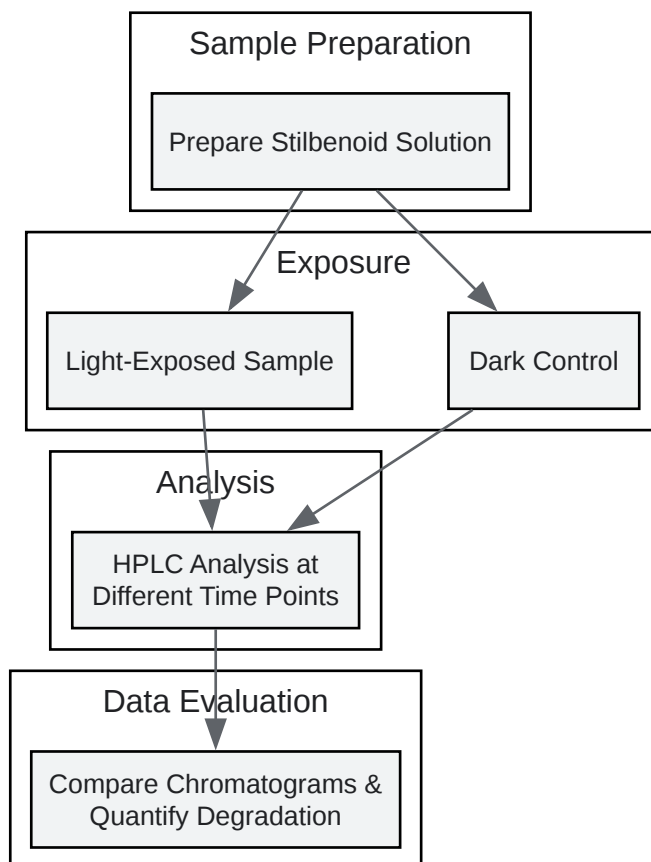 Sample Preparation
Prepare Stilbenoid Solution
Exposure
Light-Exposed Sample
Dark Control
Analysis
HPLC Analysis at
Different Time Points
Data Evaluation
Compare Chromatograms &
Quantify Degradation